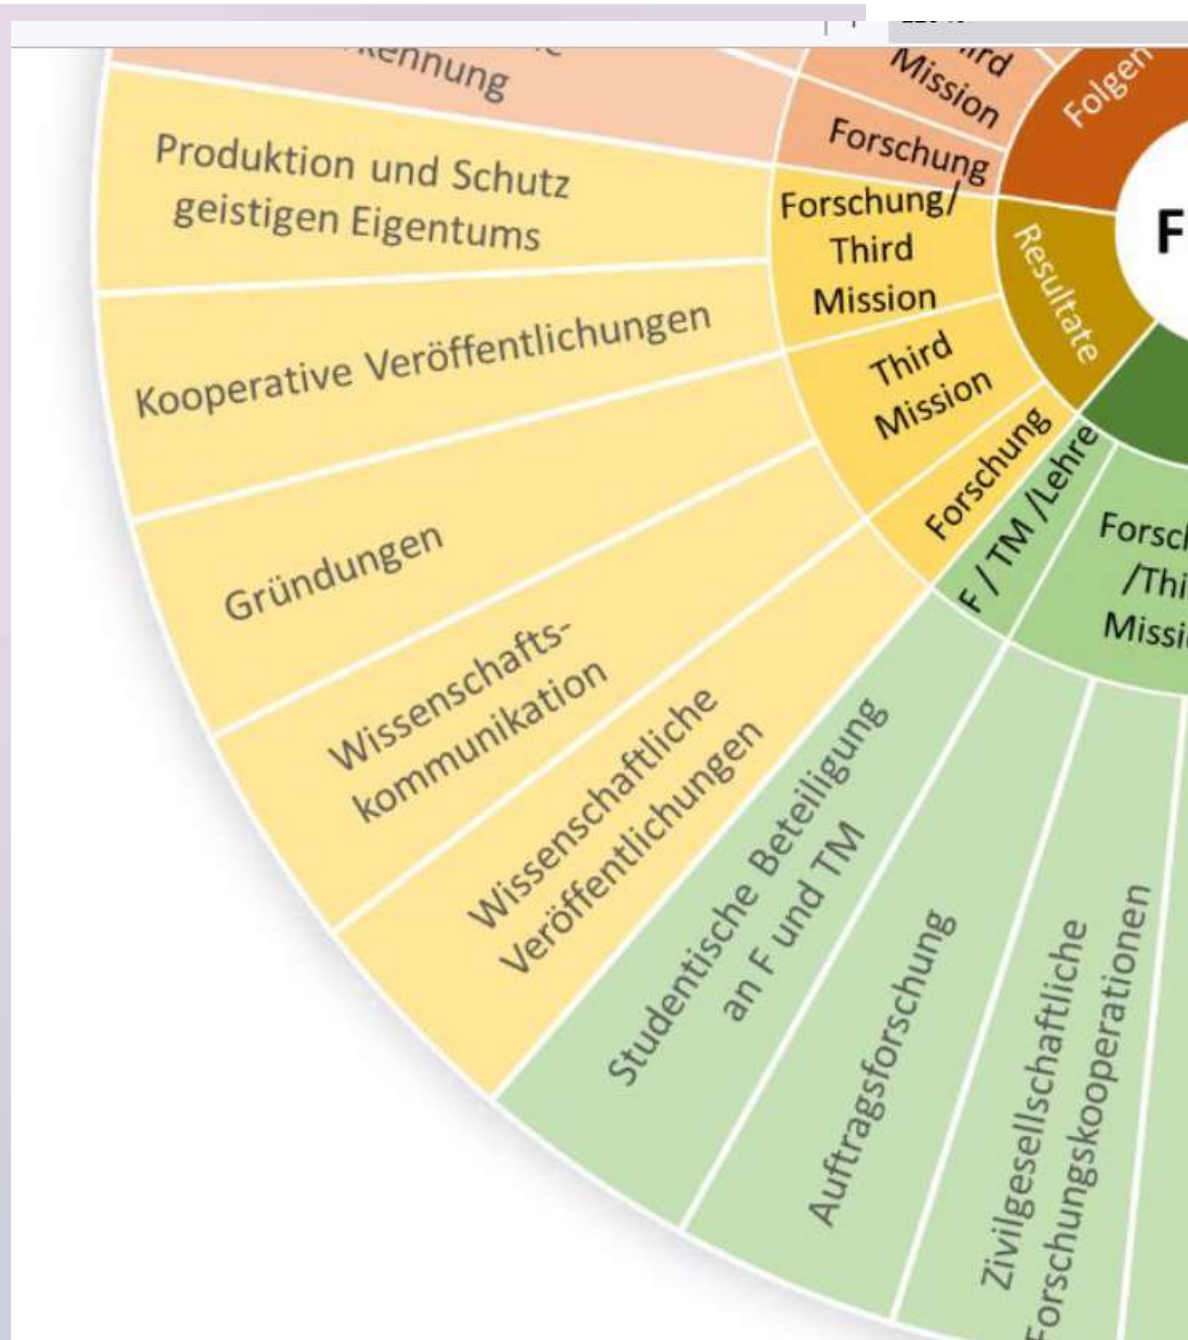 Folgen
Mission
Forschung
F
Resultate
Forschung/
Third
Mission
Third
Mission
Forschung
F / TM /Lehre
Produktion und Schutz
geistigen Eigentums
Kooperative Veröffentlichungen
Gründungen
Wissenschafts-
kommunikation
Wissenschaftliche
Veröffentlichungen
Studentische Beteiligung
an F und TM
Auftragsforschung
Zivilgesellschaftliche
Forschungskooperationen